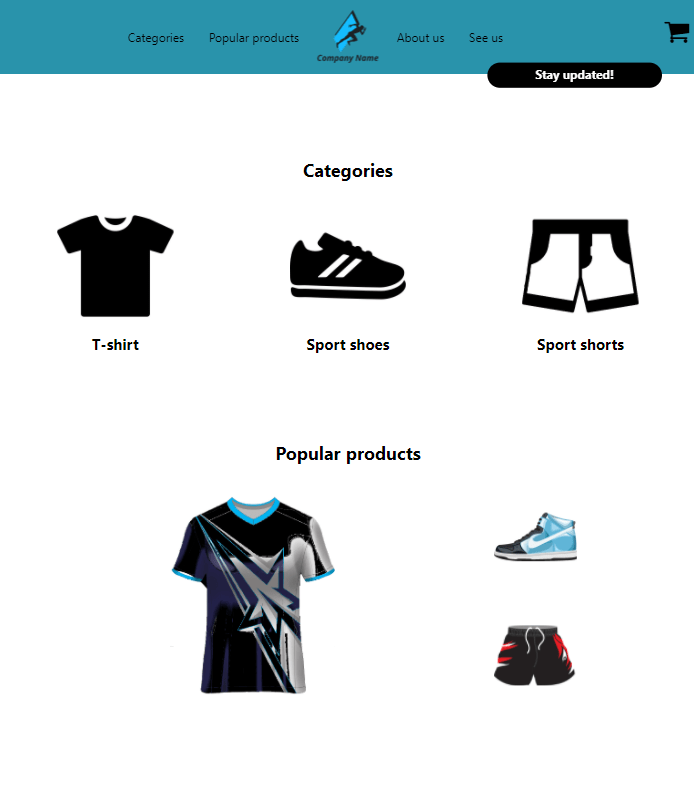 Categories Popular products Company Name About us See us
Stay updated!
Categories
T-shirt Sport shoes Sport shorts
Popular products